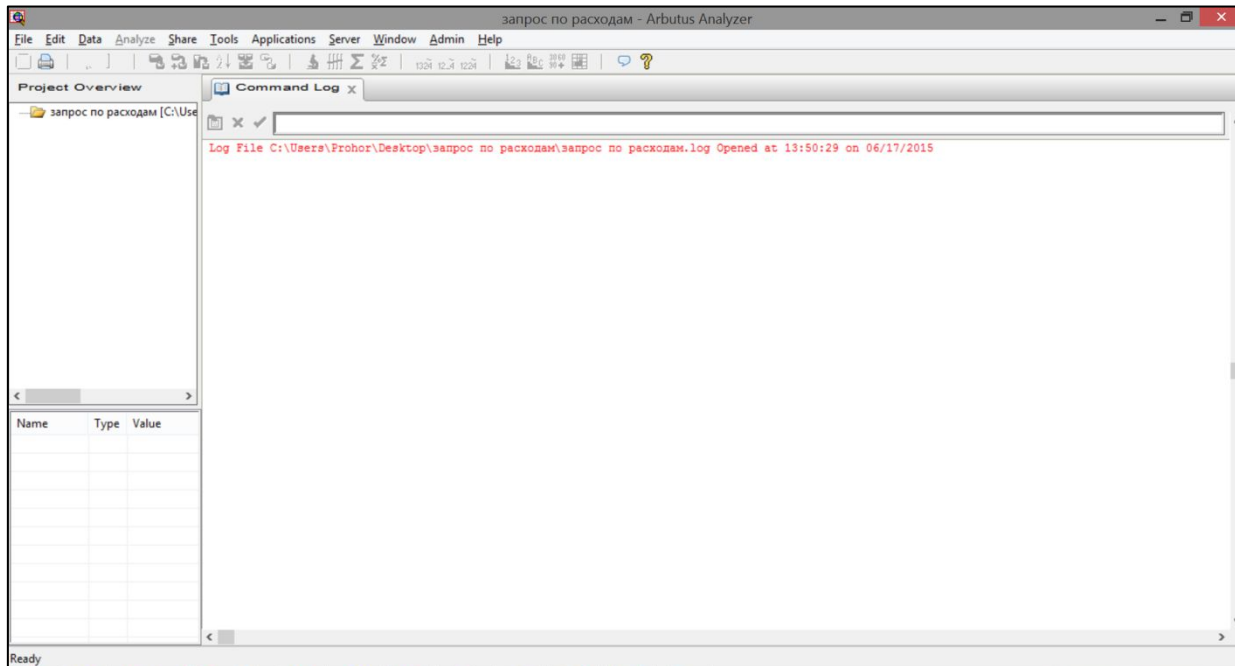 запрос по расходам - Arbutus Analyzer
File Edit Data Analyze Share Tools Applications Server Window Admin Help
Project Overview
Command Log x
запрос по расходам [C:\Use
Log File C:\Users\Prohor\Desktop\запрос по расходам\запрос по расходам.log Opened at 13:50:29 on 06/17/2015
Name Type Value
Ready